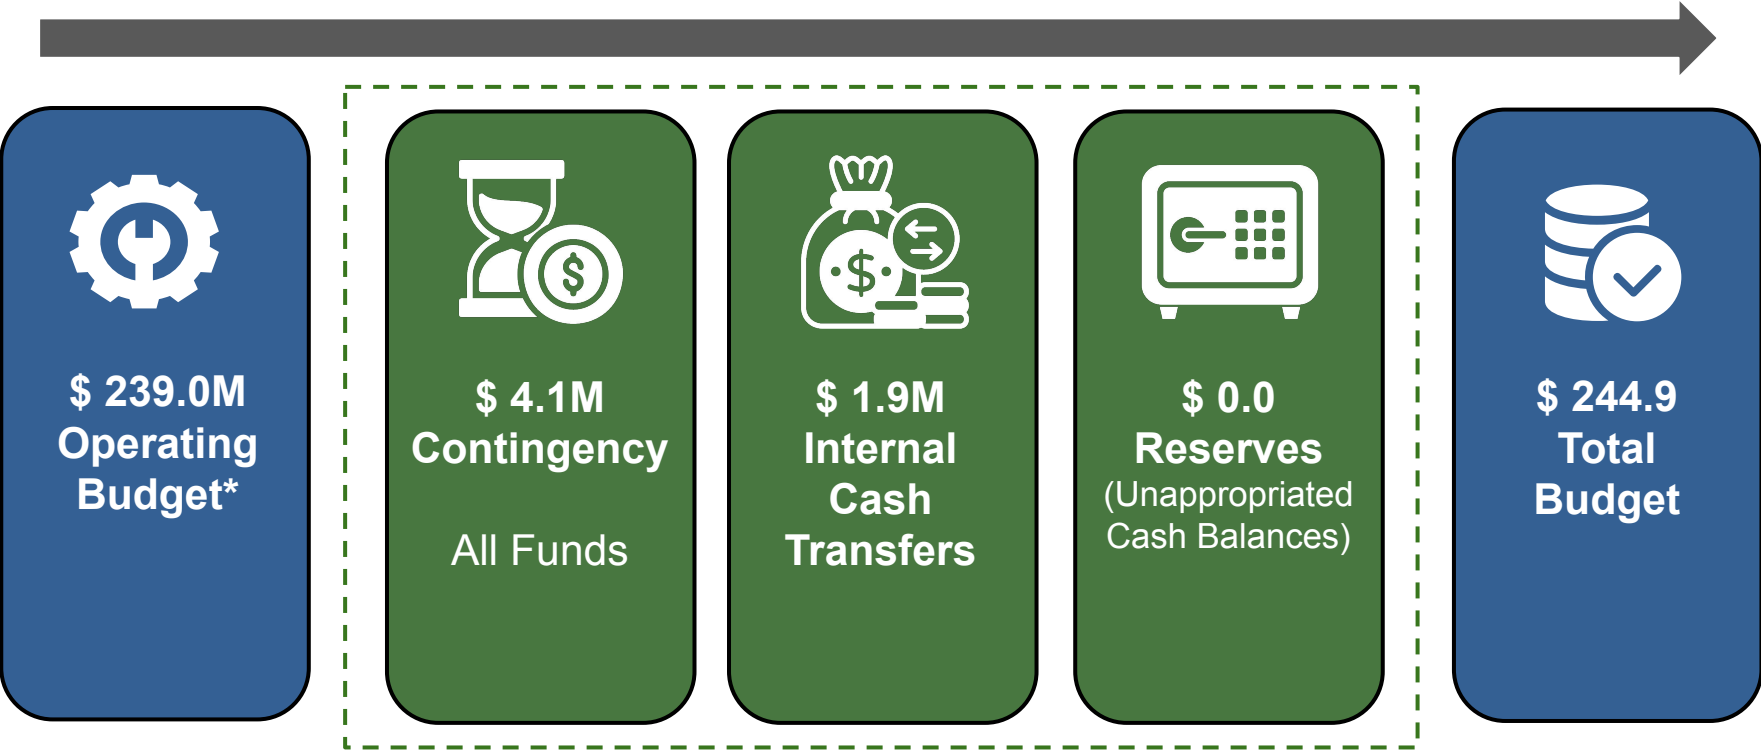 $ 239.0M
Operating
Budget*
$ 4.1M
Contingency
All Funds
$ 1.9M
Internal
Cash
Transfers
$ 0.0
Reserves
(Unappropriated
Cash Balances)
$ 244.9
Total
Budget